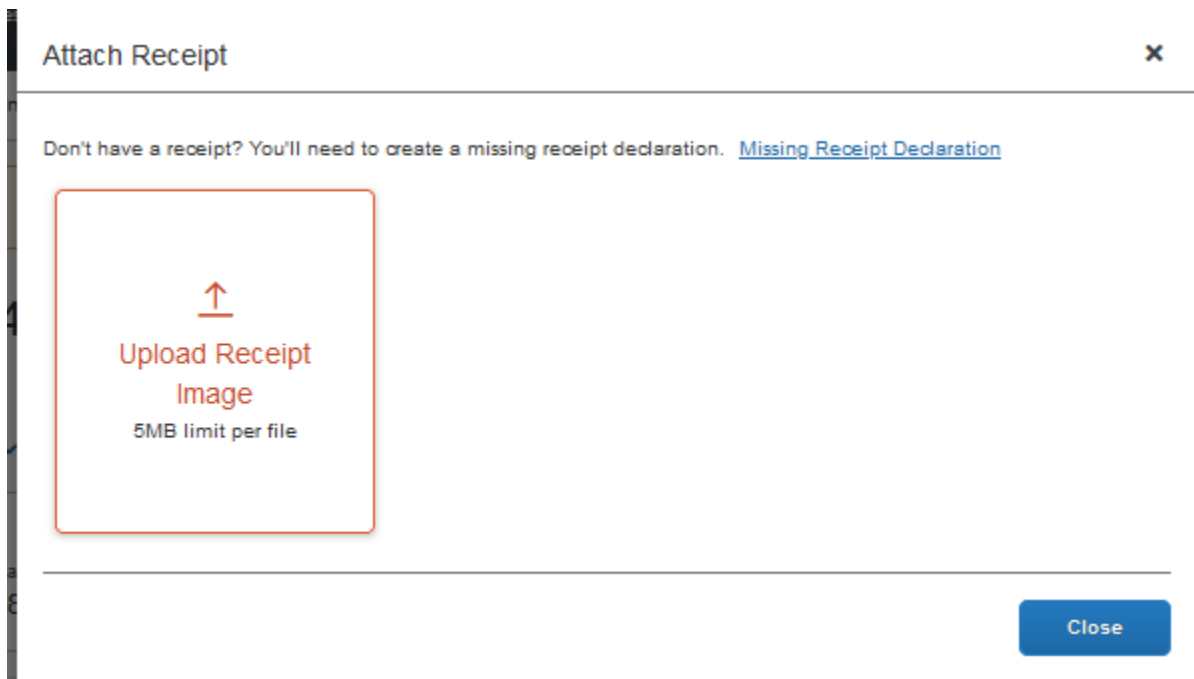 Attach Receipt
Don't have a receipt? You'll need to create a missing receipt declaration. Missing Receipt Declaration
Upload Receipt
Image
5MB limit per file
Close